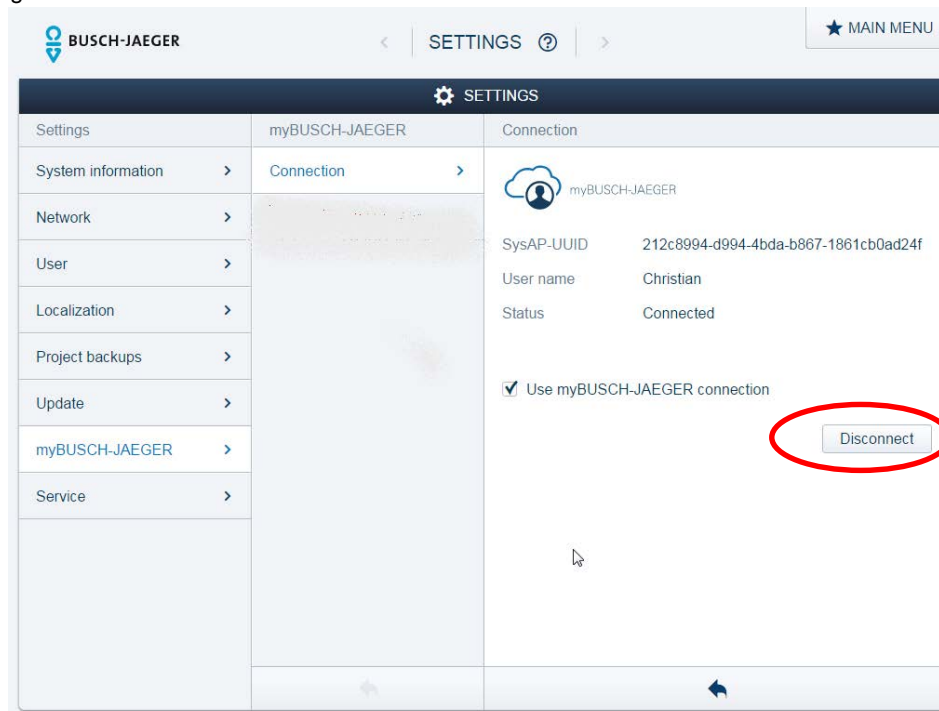 BUSCH-JAEGER
SETTINGS ?
MAIN MENU
SETTINGS
Settings
System information
Network
User
Localization
Project backups
Update
myBUSCH-JAEGER
Service
myBUSCH-JAEGER
Connection
Connection
myBUSCH-JAEGER
SysAP-UUID 212c8994-d994-4bda-b867-1861cb0ad24f
User name Christian
Status Connected
Use myBUSCH-JAEGER connection
Disconnect